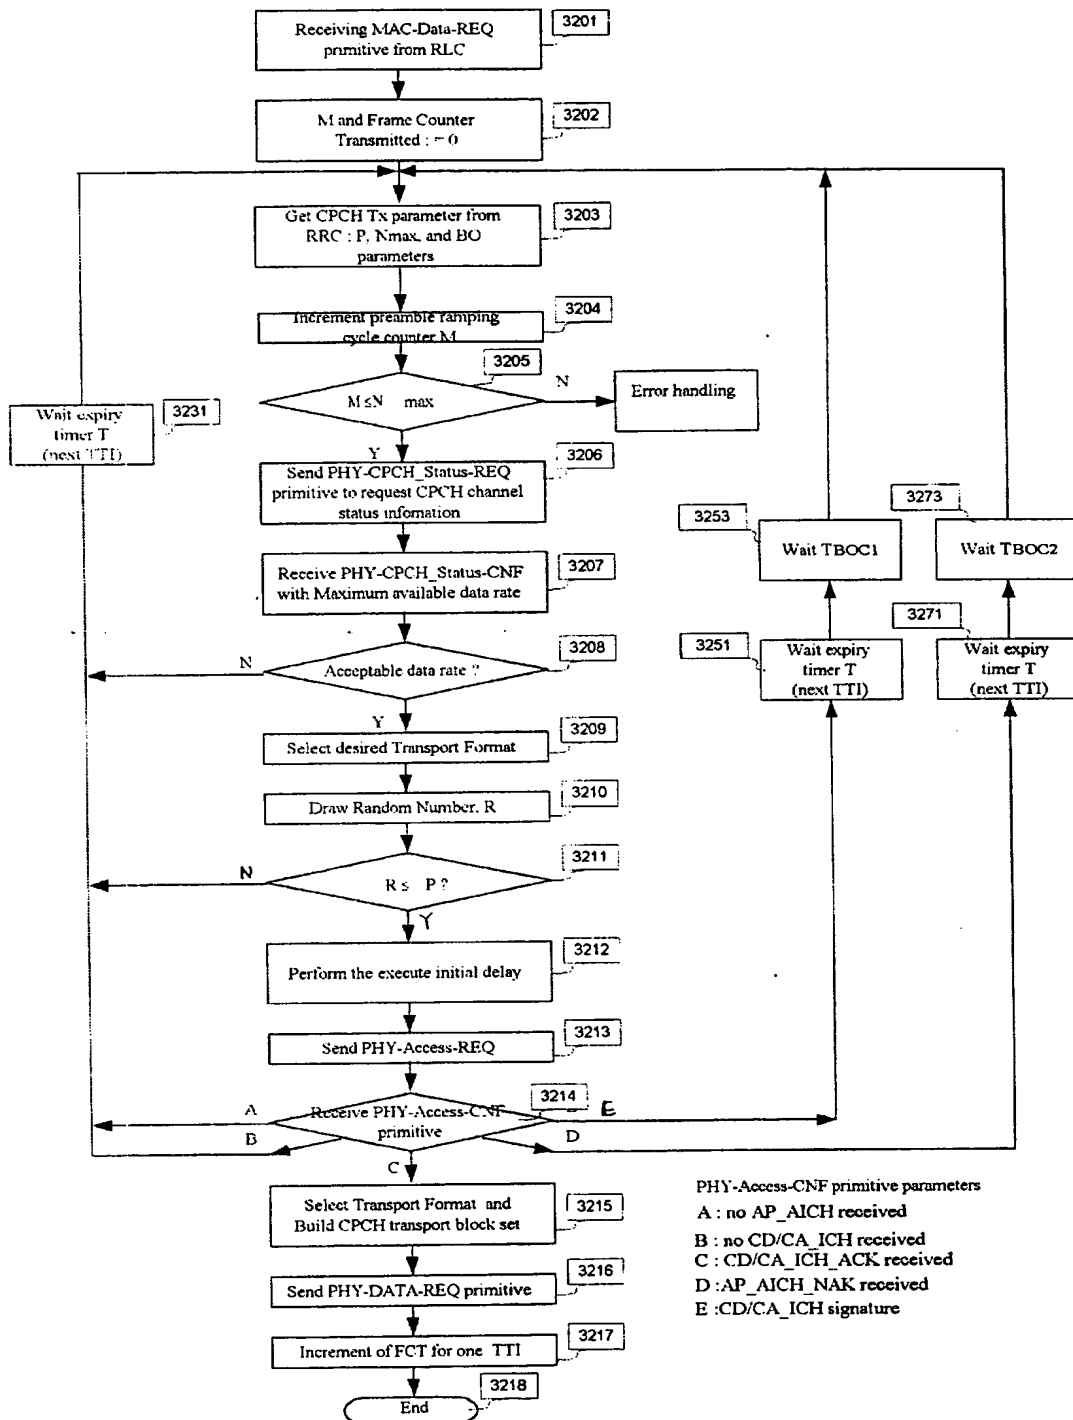 Receiving MAC-Data-REQ
primitive from RLC
3201
M and Frame Counter
Transmitted : = 0
3202
Get CPCH Tx parameter from
RRC : P, Nmax, and BO
parameters
3203
Increment preamble ramping
cycle counter M
3204
M ≤N max
3205
N
Error handling
Y
Wait expiry
timer T
(next TTI)
3231
Send PHY-CPCH_Status-REQ
primitive to request CPCH channel
status infomation
3206
Receive PHY-CPCH_Status-CNF
with Maximum available data rate
3207
Acceptable data rate ?
3208
N
Y
3253
Wait TBOC1
3273
Wait TBOC2
3251
Wait expiry
timer T
(next TTI)
3271
Wait expiry
timer T
(next TTI)
Select desired Transport Format
3209
Draw Random Number. R
3210
R ≤ P ?
3211
N
Y
Perform the execute initial delay
3212
Send PHY-Access-REQ
3213
Receive PHY-Access-CNF
primitive
3214
A
B
C
D
E
Select Transport Format and
Build CPCH transport block set
3215
Send PHY-DATA-REQ primitive
3216
Increment of FCT for one TTI
3217
End
3218
PHY-Access-CNF primitive parameters
A : no AP_AICH received
B : no CD/CA_ICH received
C : CD/CA_ICH_ACK received
D :AP_AICH_NAK received
E :CD/CA_ICH signature